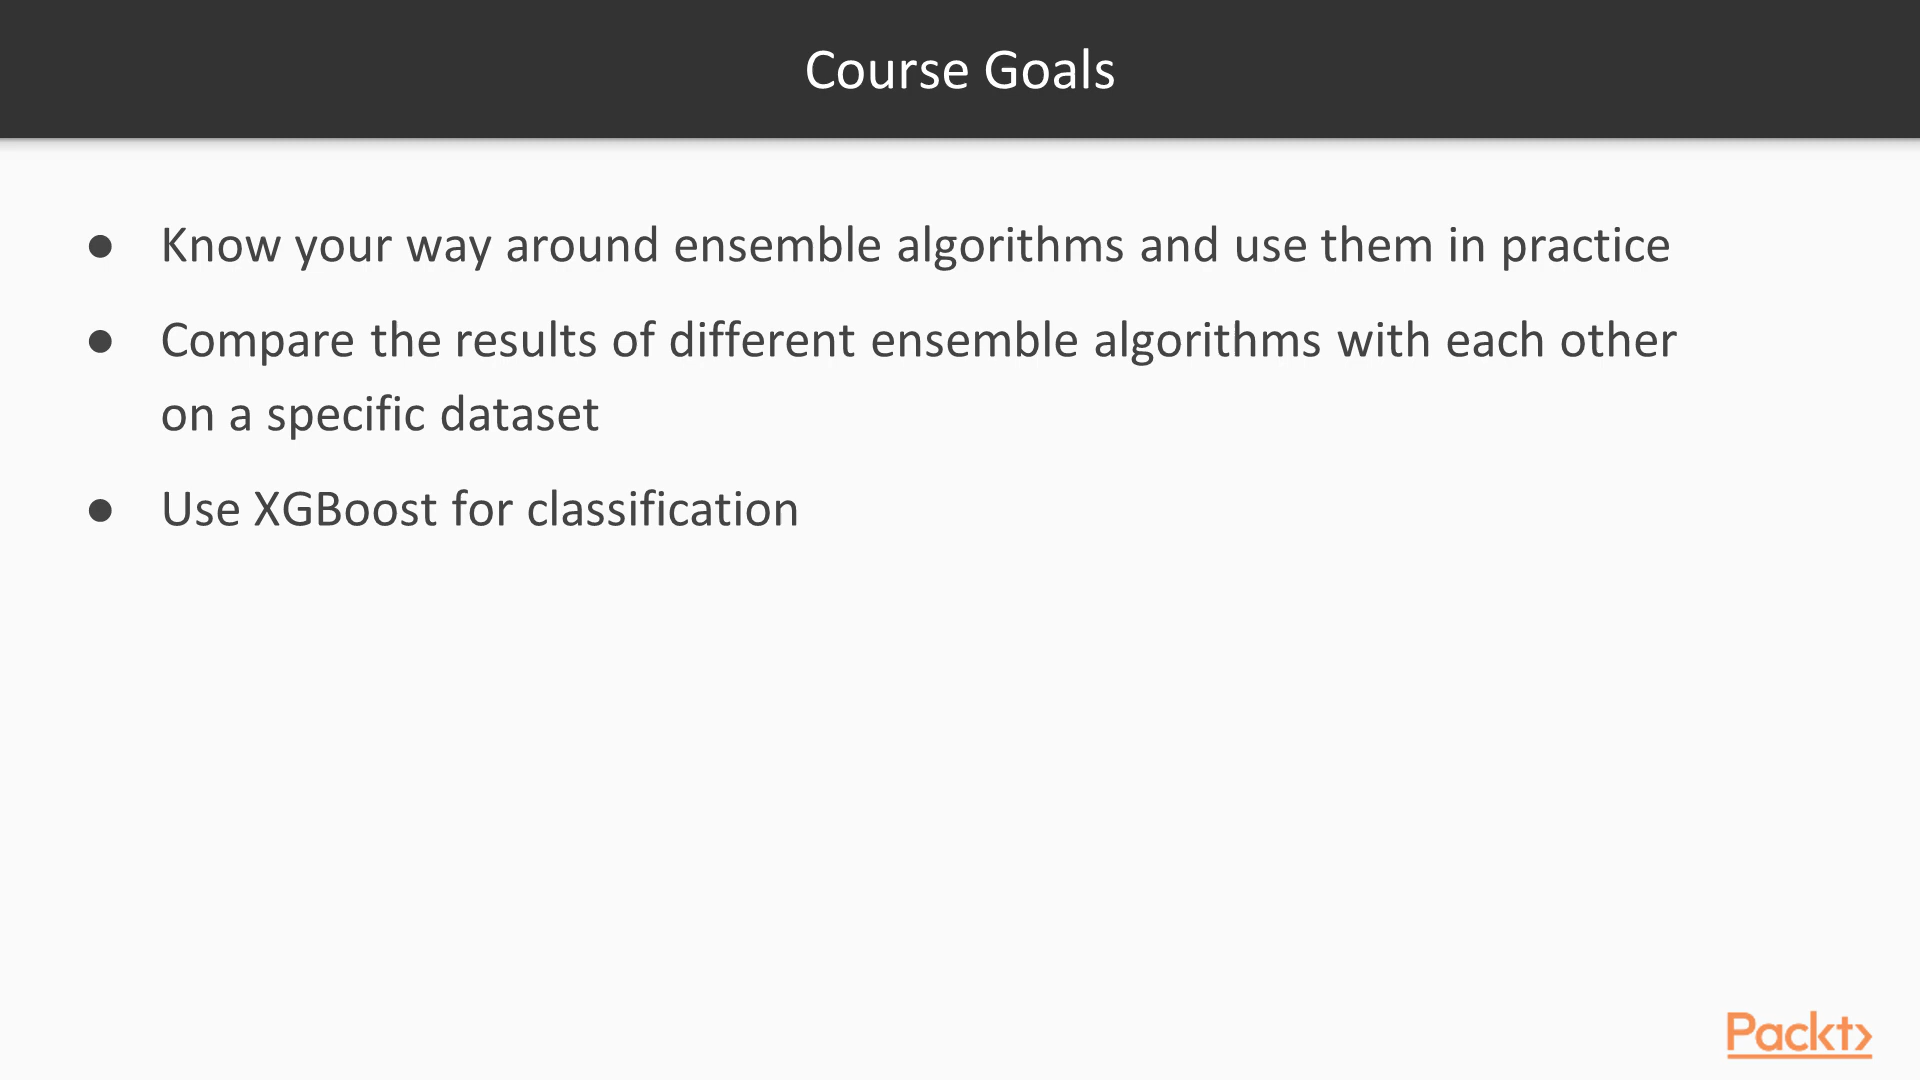 Course Goals
● Know your way around ensemble algorithms and use them in practice
● Compare the results of different ensemble algorithms with each other
on a specific dataset
● Use XGBoost for classification
Packt>